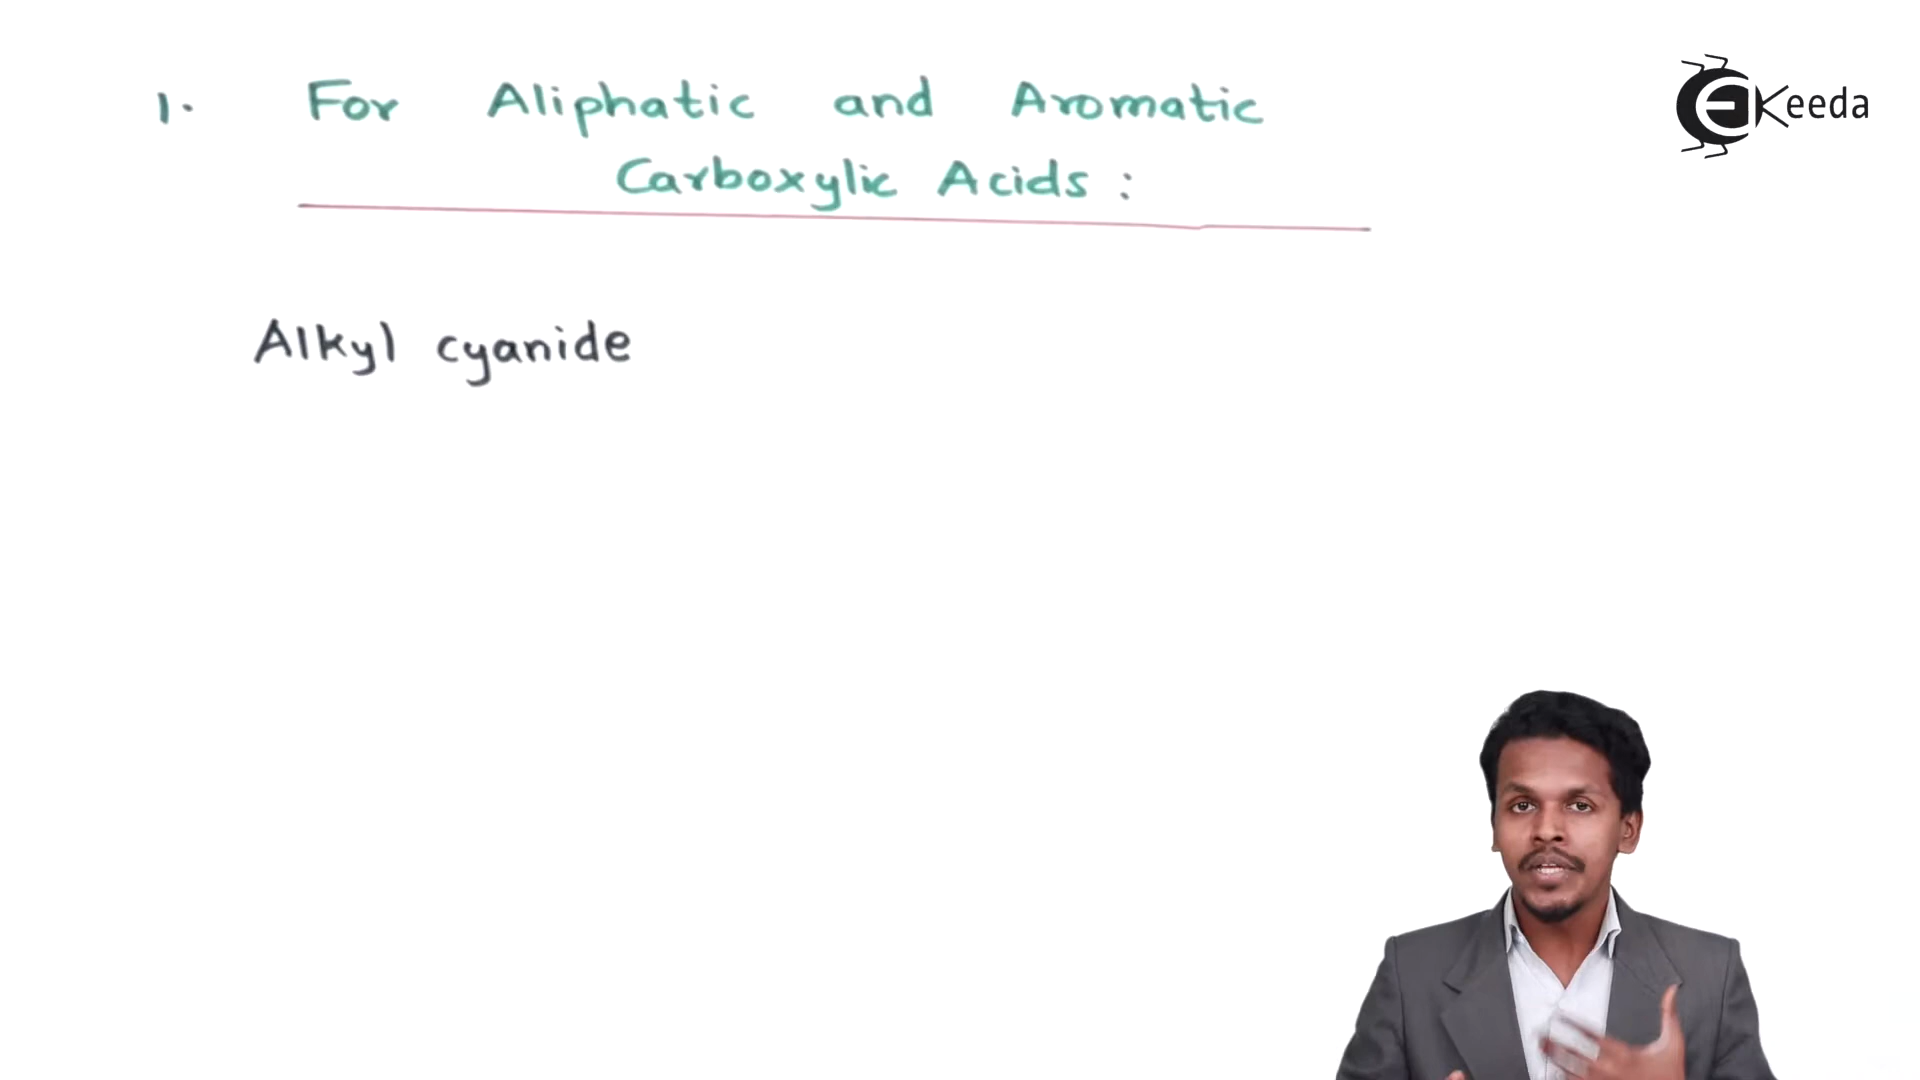 1. For Aliphatic and Aromatic
Carboxylic Acids :
EKeeda
Alkyl cyanide